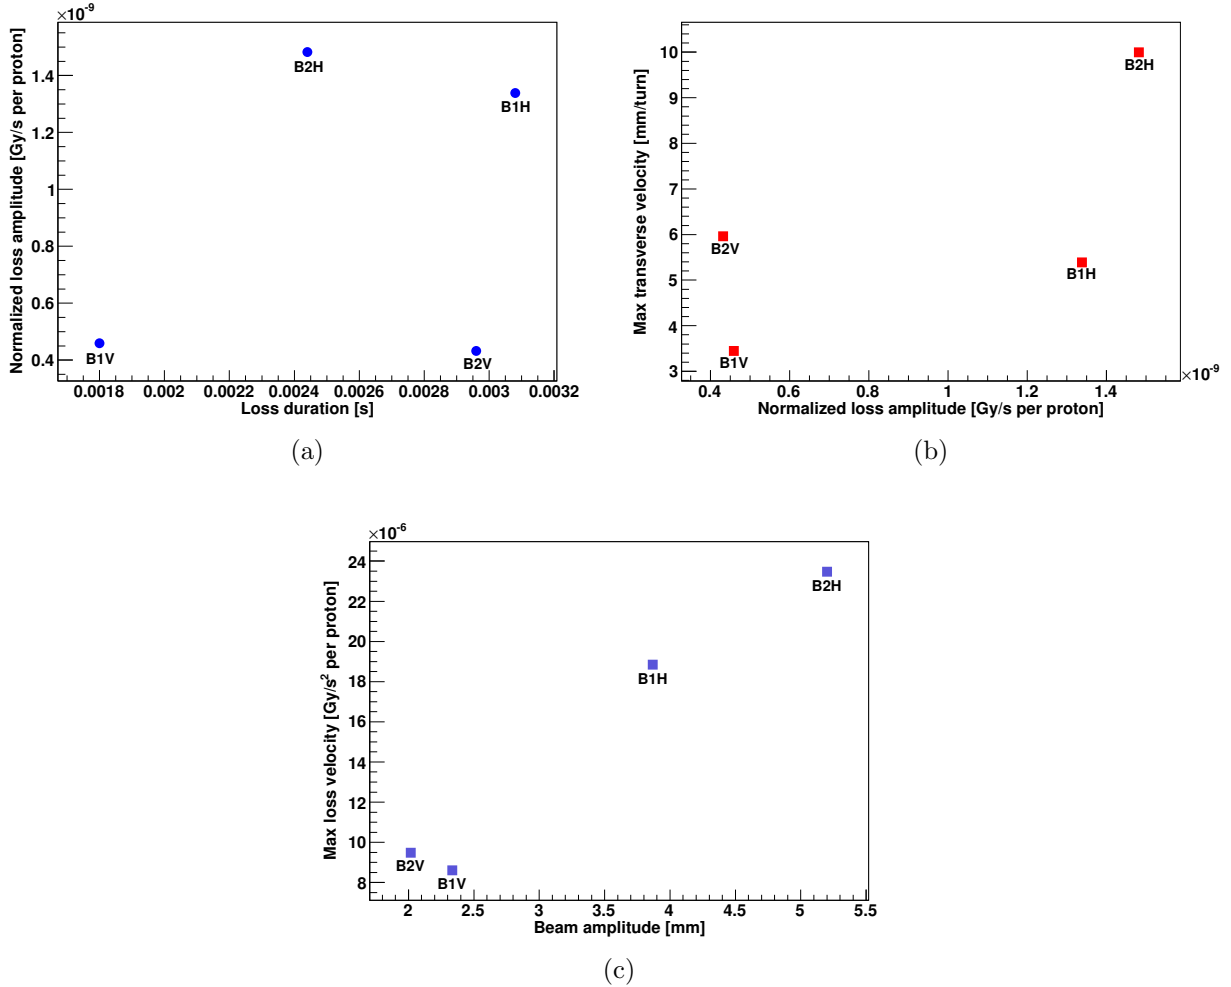 ×10-9
Normalized loss amplitude [Gy/s per proton]
1.4
1.2
1
0.8
0.6
0.4
B2H
B1H
B1V
B2V
0.0018 0.002 0.0022 0.0024 0.0026 0.0028 0.003 0.0032
Loss duration [s]
(a)
Max transverse velocity [mm/turn]
10
9
8
7
6
5
4
3
B2H
B2V
B1H
B1V
0.4 0.6 0.8 1 1.2 1.4
×10-9
Normalized loss amplitude [Gy/s per proton]
(b)
×10-6
Max loss velocity [Gy/s2 per proton]
24
22
20
18
16
14
12
10
8
B2H
B1H
B2V
B1V
2 2.5 3 3.5 4 4.5 5 5.5
Beam amplitude [mm]
(c)